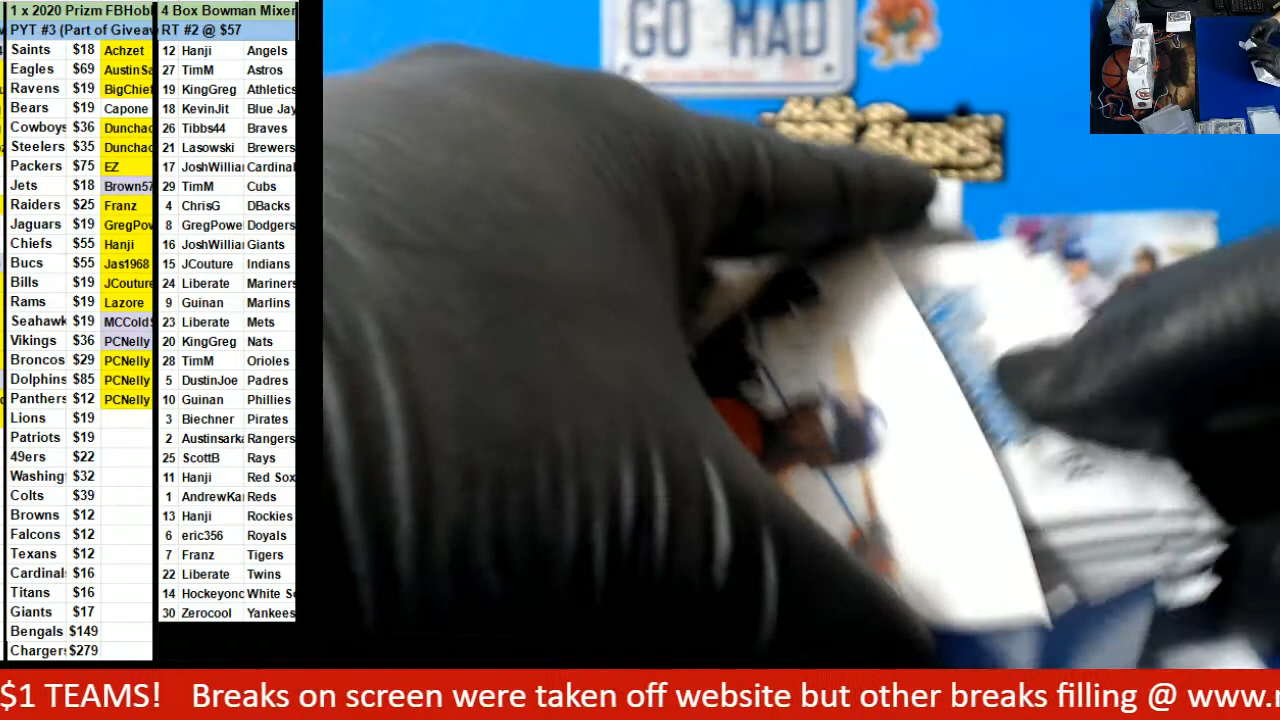 1 x 2020 Prizm FBHobl
PYT #3 (Part of Giveav
Saints $18 Achzet
Eagles $69 AustinSa
Ravens $19 BigChief
Bears $19 Capone
Cowboys $36 Dunchac
Steelers $35 Dunchac
Packers $75 EZ
Jets $18 Brown57
Raiders $25 Franz
Jaguars $19 GregPov
Chiefs $55 Hanji
Bucs $55 Jas1968
Bills $19 JCouture
Rams $19 Lazore
Seahawk $19 MCColdS
Vikings $36 PCNelly
Broncos $29 PCNelly
Dolphins $85 PCNelly
Panthers $12 PCNelly
Lions $19
Patriots $19
49ers $22
Washing $32
Colts $39
Browns $12
Falcons $12
Texans $12
Cardinal $16
Titans $16
Giants $17
Bengals $149
Chargers $279
4 Box Bowman Mixer
RT #2 @ $57
12 Hanji Angels
27 TimM Astros
19 KingGreg Athletics
18 KevinJit Blue Jay
26 Tibbs44 Braves
21 Lasowski Brewers
17 JoshWillia Cardinal
29 TimM Cubs
4 ChrisG DBacks
8 GregPowe Dodgers
16 JoshWillia Giants
15 JCouture Indians
24 Liberate Mariners
9 Guinan Marlins
23 Liberate Mets
20 KingGreg Nats
28 TimM Orioles
5 DustinJoe Padres
10 Guinan Phillies
3 Biechner Pirates
2 Austinsarka Rangers
25 ScottB Rays
11 Hanji Red Sox
1 AndrewKa Reds
13 Hanji Rockies
6 eric356 Royals
7 Franz Tigers
22 Liberate Twins
14 Hockeyonc White So
30 Zerocool Yankees
GO MAD
$1 TEAMS! Breaks on screen were taken off website but other breaks filling @ www.r